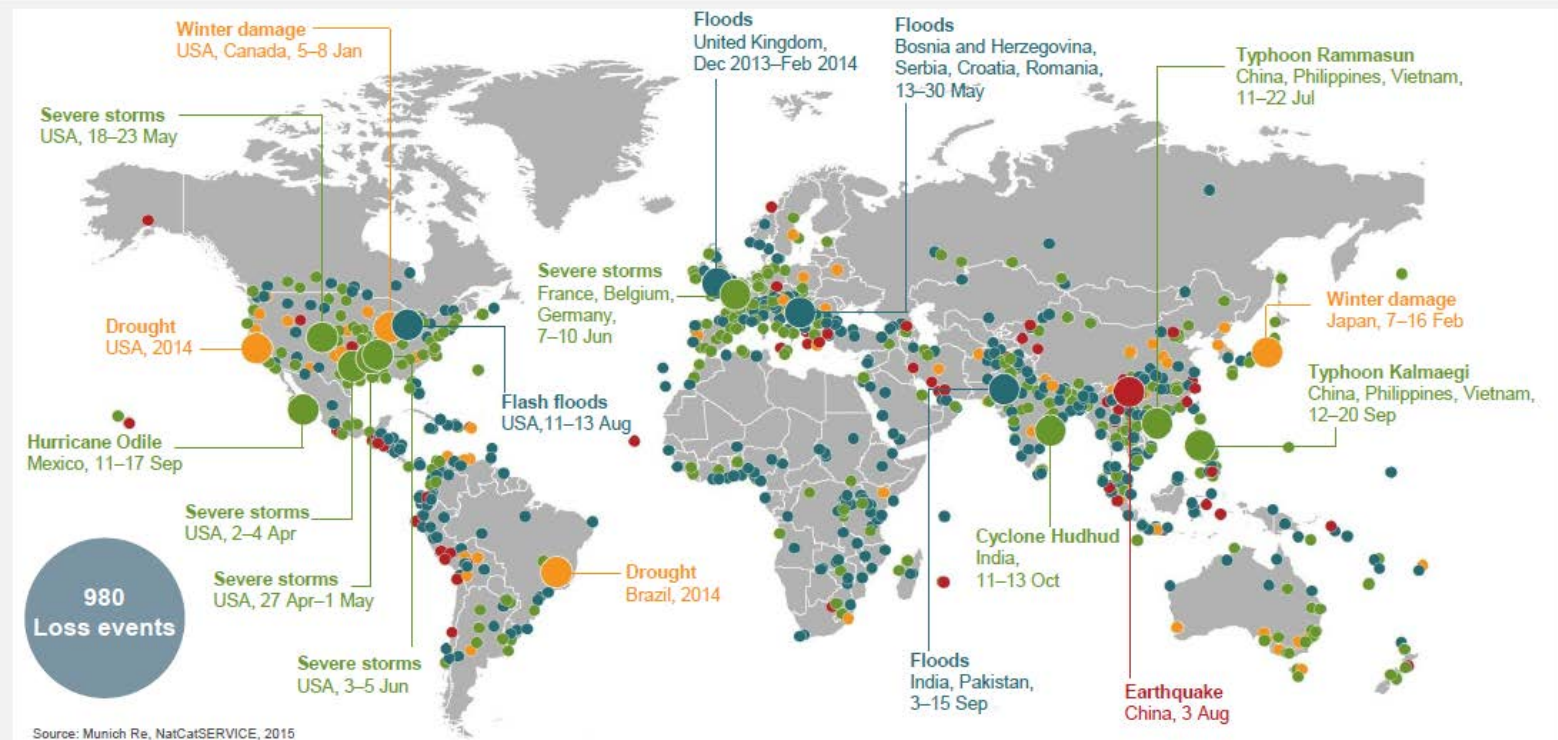 Winter damage
USA, Canada, 5–8 Jan
Floods
United Kingdom,
Dec 2013–Feb 2014
Floods
Bosnia and Herzegovina,
Serbia, Croatia, Romania,
13–30 May
Typhoon Rammasun
China, Philippines, Vietnam,
11–22 Jul
Severe storms
USA, 18–23 May
Severe storms
France, Belgium,
Germany,
7–10 Jun
Winter damage
Japan, 7–16 Feb
Drought
USA, 2014
Typhoon Kalmaegi
China, Philippines, Vietnam,
12–20 Sep
Flash floods
USA,11–13 Aug
Hurricane Odile
Mexico, 11–17 Sep
Severe storms
USA, 2–4 Apr
Cyclone Hudhud
India,
11–13 Oct
Severe storms
USA, 27 Apr–1 May
Drought
Brazil, 2014
980
Loss events
Severe storms
USA, 3–5 Jun
Floods
India, Pakistan,
3–15 Sep
Earthquake
China, 3 Aug
Source: Munich Re, NatCatSERVICE, 2015